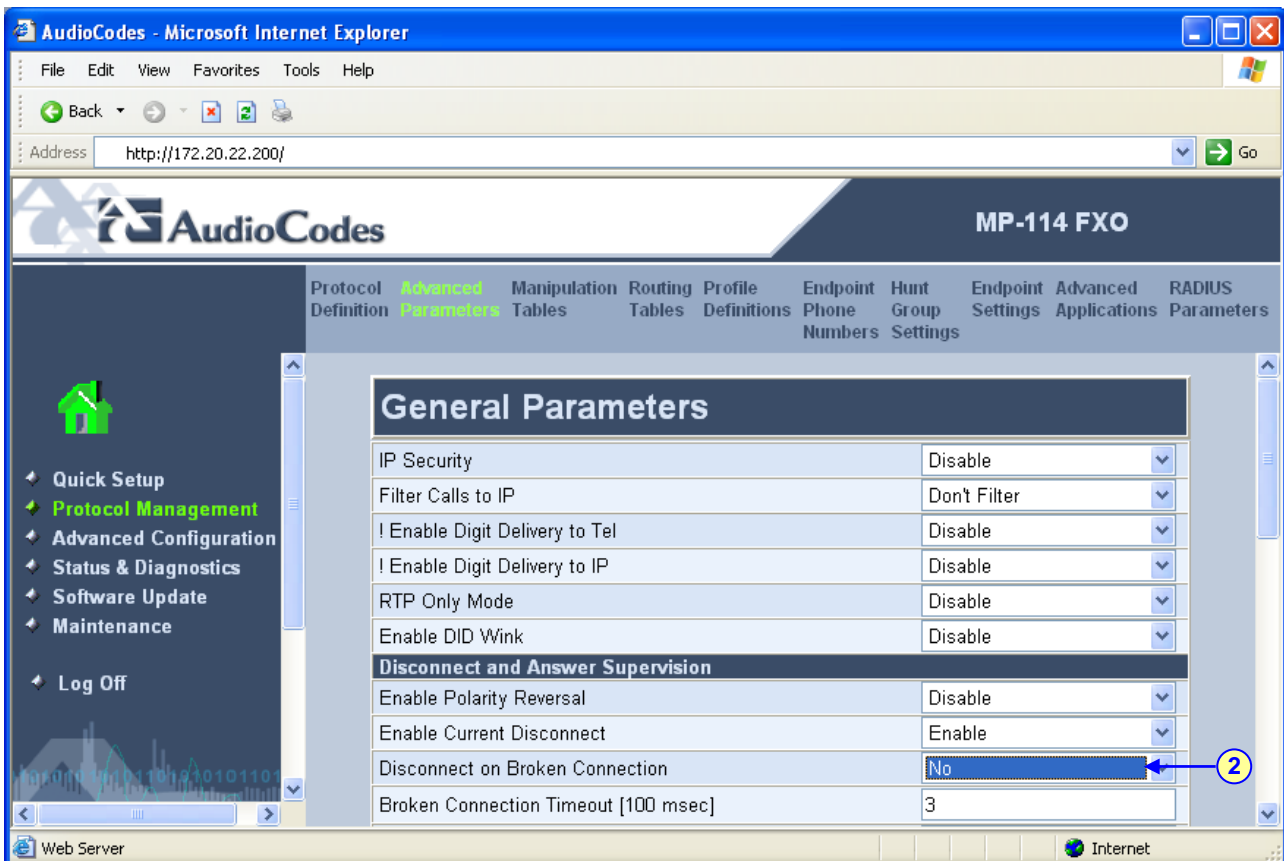 AudioCodes - Microsoft Internet Explorer
File Edit View Favorites Tools Help
Back
Address http://172.20.22.200/ Go
AudioCodes
MP-114 FXO
Protocol Definition
Advanced Parameters
Manipulation Tables
Routing Tables
Profile Definitions
Endpoint Phone Numbers
Hunt Group Settings
Endpoint Settings
Advanced Applications
RADIUS Parameters
Quick Setup
Protocol Management
Advanced Configuration
Status & Diagnostics
Software Update
Maintenance
Log Off
General Parameters
IP Security Disable
Filter Calls to IP Don't Filter
! Enable Digit Delivery to Tel Disable
! Enable Digit Delivery to IP Disable
RTP Only Mode Disable
Enable DID Wink Disable
Disconnect and Answer Supervision
Enable Polarity Reversal Disable
Enable Current Disconnect Enable
Disconnect on Broken Connection No 2
Broken Connection Timeout [100 msec] 3
Web Server Internet